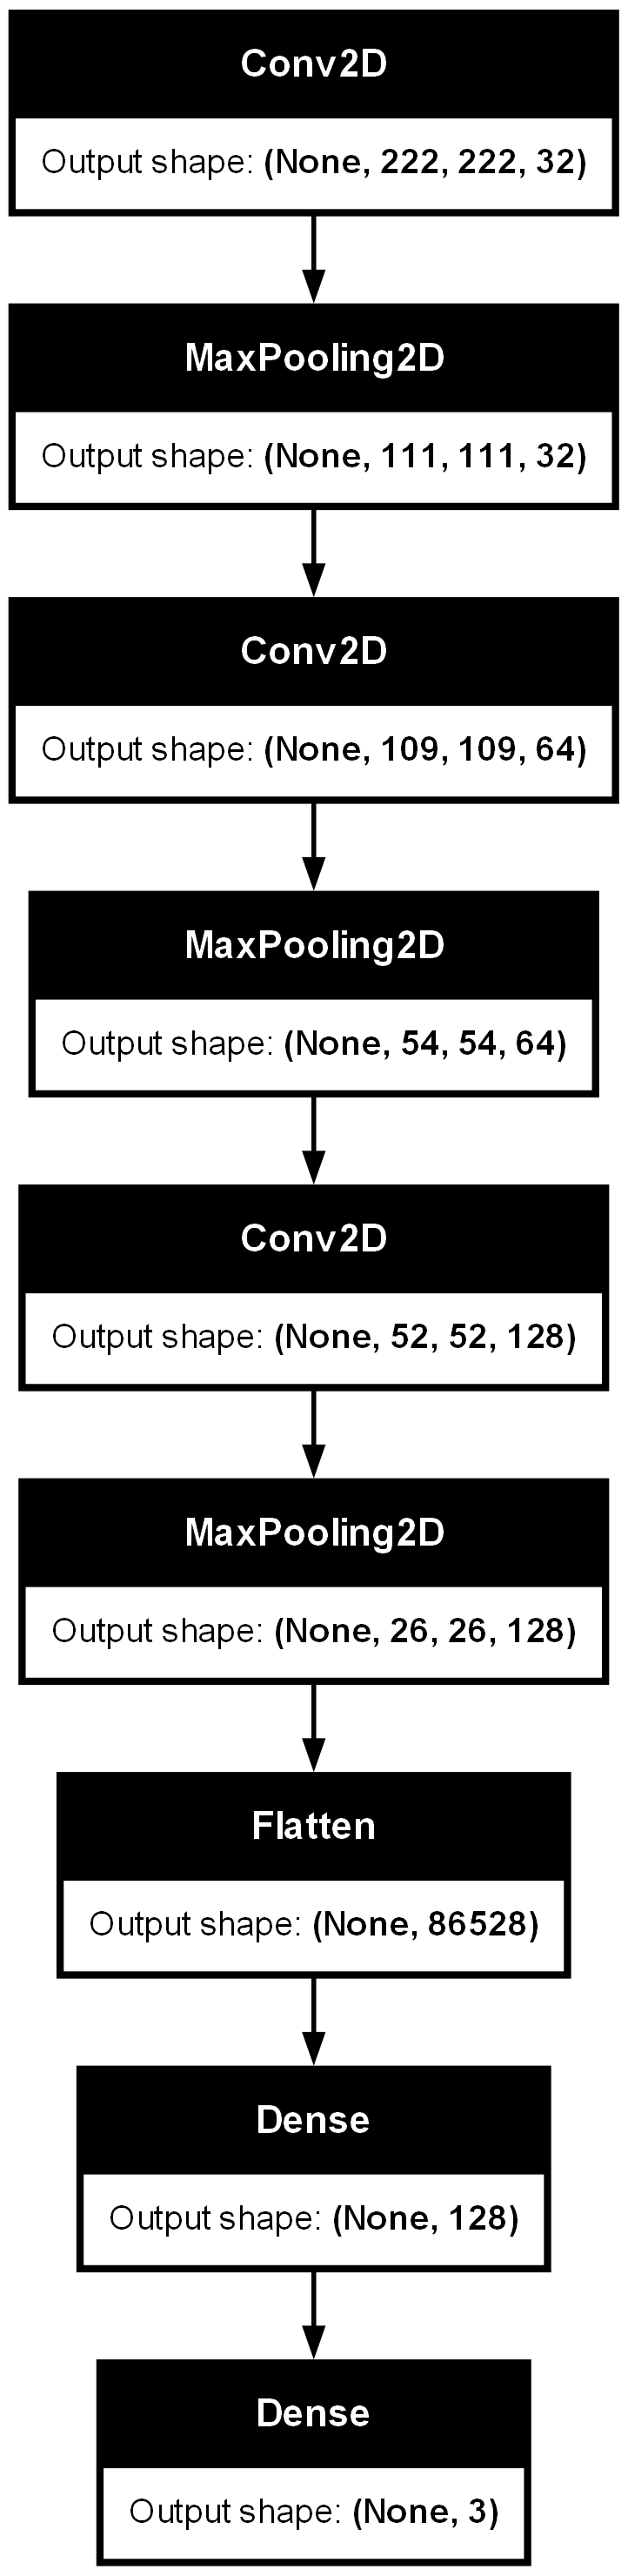 Conv2D
Output shape: (None, 222, 222, 32)
MaxPooling2D
Output shape: (None, 111, 111, 32)
Conv2D
Output shape: (None, 109, 109, 64)
MaxPooling2D
Output shape: (None, 54, 54, 64)
Conv2D
Output shape: (None, 52, 52, 128)
MaxPooling2D
Output shape: (None, 26, 26, 128)
Flatten
Output shape: (None, 86528)
Dense
Output shape: (None, 128)
Dense
Output shape: (None, 3)